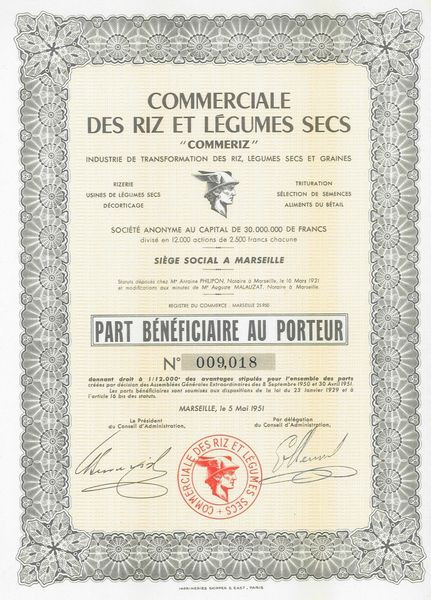 COMMERCIALE
DES RIZ ET LÉGUMES SECS
"COMMERIZ"
INDUSTRIE DE TRANSFORMATION DES RIZ, LÉGUMES SECS ET GRAINES
RIZERIE
USINES DE LÉGUMES SECS
DÉCORTICAGE
TRITURATION
SÉLECTION DE SEMENCES
ALIMENTS DU BÉTAIL
SOCIÉTÉ ANONYME AU CAPITAL DE 30.000.000 DE FRANCS
divisé en 12.000 actions de 2.500 francs chacune
SIÈGE SOCIAL A MARSEILLE
Statuts déposés chez Me Antoine PHILIPON, Notaire à Marseille, le 16 Mars 1921
et modifications aux minutes de Me Auguste MALAUZAT, Notaire à Marseille.
REGISTRE DU COMMERCE : MARSEILLE 25.950
PART BÉNÉFICIAIRE AU PORTEUR
N° 009,018
donnant droit à 1/12.000e des avantages stipulés pour l'ensemble des parts
créées par décision des Assemblées Générales Extraordinaires des 8 Septembre 1950 et 30 Avril 1951.
Les parts bénéficiaires sont soumises aux dispositions de la loi du 23 Janvier 1929 et à
l'article 16 bis des statuts.
MARSEILLE, le 5 Mai 1951
Le Président
du Conseil d'Administration,
Par délégation
du Conseil d'Administration,
COMMERCIALE DES RIZ ET LÉGUMES SECS
IMPRIMERIES SKIPPER & EAST, PARIS